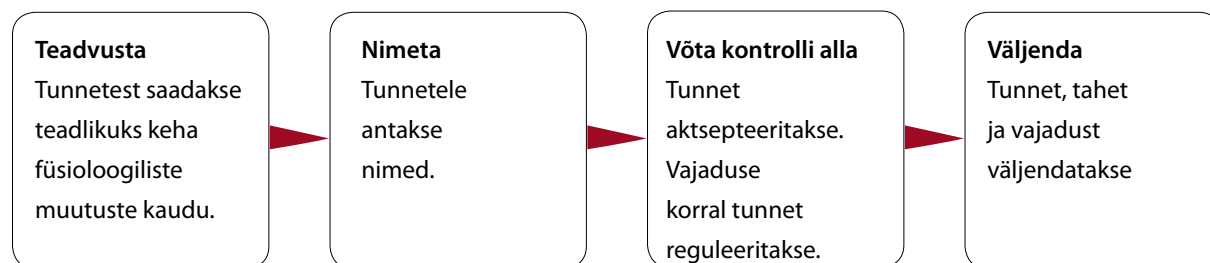 Teadvusta
Tunnetest saadakse
teadlikuks keha
füsioloogiliste
muutuste kaudu.
Nimeta
Tunnetele
antakse
nimed.
Võta kontrolli alla
Tunnet
aktsepteeritakse.
Vajaduse
korral tunnet
reguleeritakse.
Väljenda
Tunnet, tahet
ja vajadust
väljendatakse